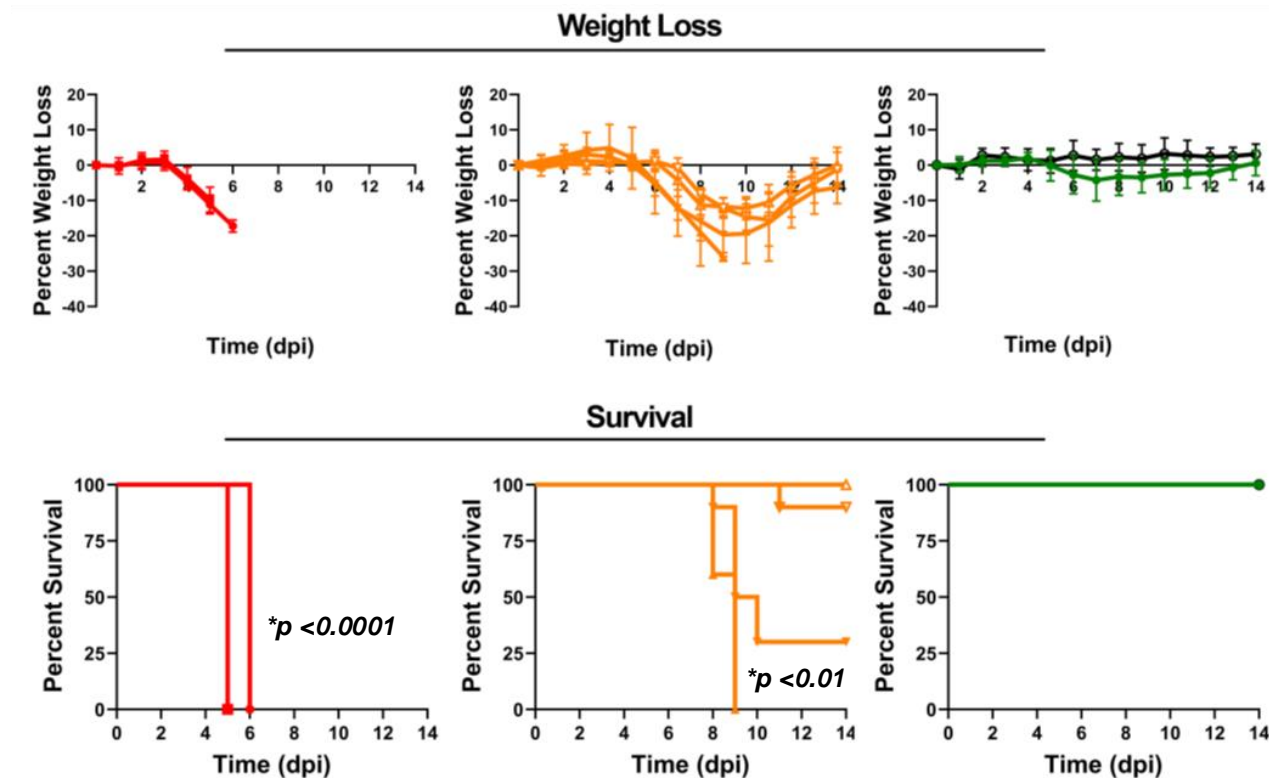 Weight Loss
Percent Weight Loss
20
10
0
-10
-20
-30
-40
2
6
8
10
12
14
Time (dpi)
Percent Weight Loss
20
10
0
-10
-20
-30
-40
2
4
6
8
10
12
14
Time (dpi)
Percent Weight Loss
20
10
0
-10
-20
-30
-40
2
4
6
8
10
12
14
Time (dpi)
Survival
Percent Survival
100
75
50
25
0
*p <0.0001
0 2 4 6 8 10 12 14
Time (dpi)
Percent Survival
100
75
50
25
0
*p <0.01
0 2 4 6 8 10 12 14
Time (dpi)
Percent Survival
100
75
50
25
0
0 2 4 6 8 10 12 14
Time (dpi)